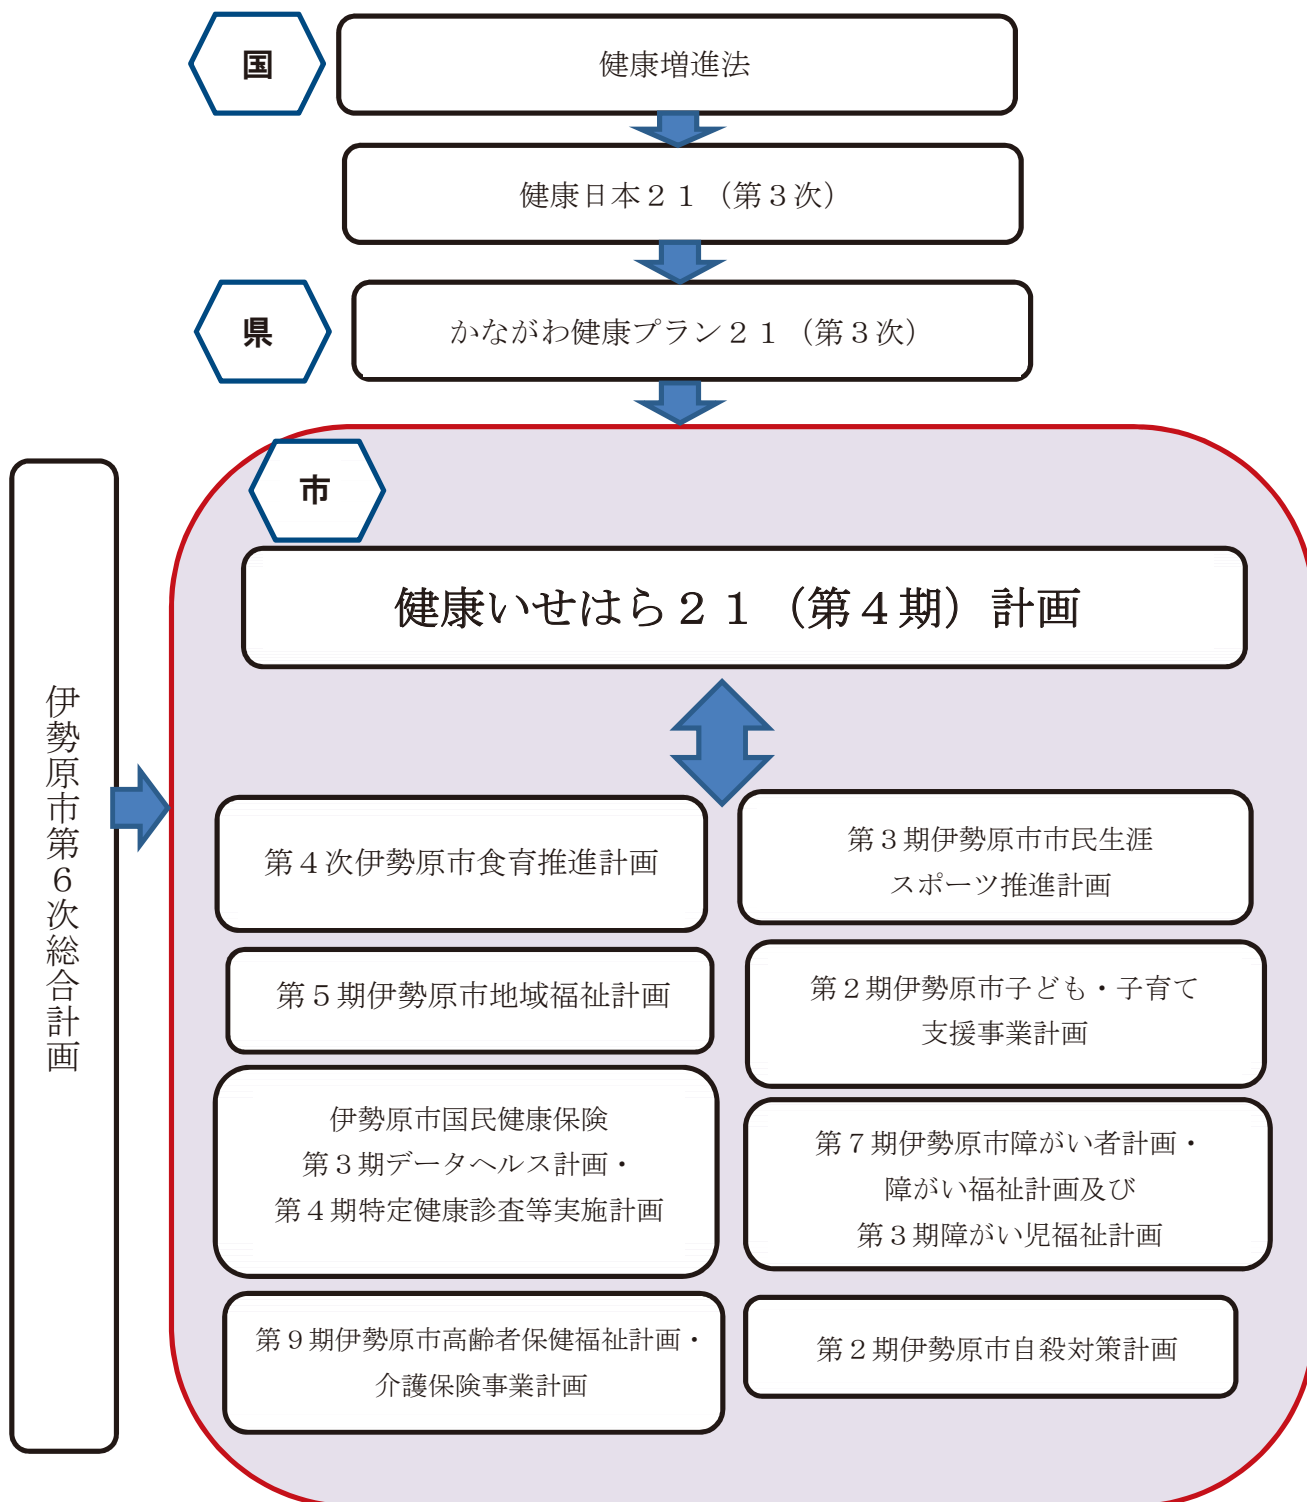 国
健康増進法
健康日本２１（第３次）
県
かながわ健康プラン２１（第３次）
市
健康いせはら２１（第４期）計画
伊勢原市第６次総合計画
第４次伊勢原市食育推進計画
第３期伊勢原市市民生涯
スポーツ推進計画
第５期伊勢原市地域福祉計画
第２期伊勢原市子ども・子育て
支援事業計画
伊勢原市国民健康保険
第３期データヘルス計画・
第４期特定健康診査等実施計画
第７期伊勢原市障がい者計画・
障がい福祉計画及び
第３期障がい児福祉計画
第９期伊勢原市高齢者保健福祉計画・
介護保険事業計画
第２期伊勢原市自殺対策計画